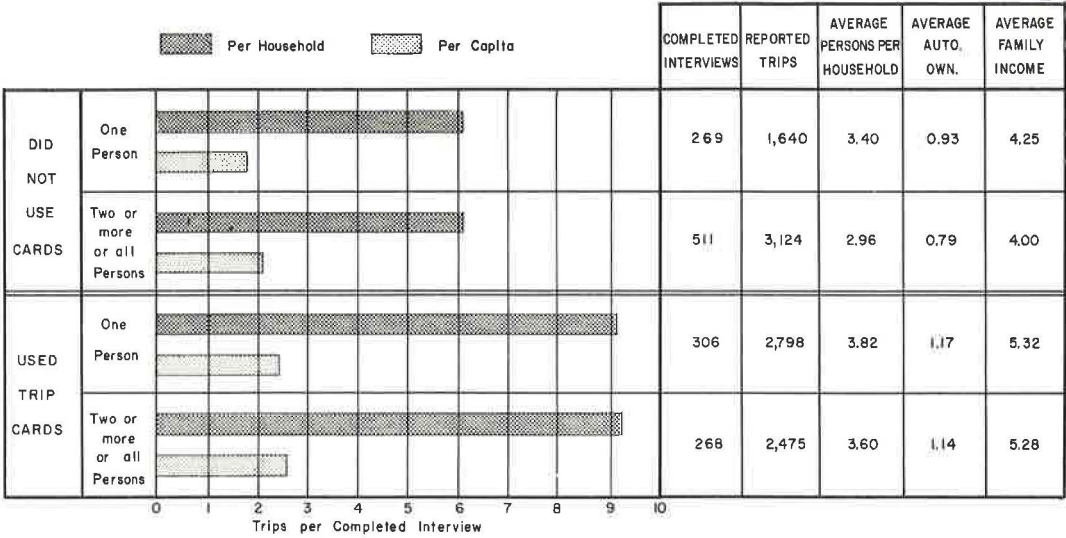 Per Household
Per Capita
COMPLETED INTERVIEWS
REPORTED TRIPS
AVERAGE PERSONS PER HOUSEHOLD
AVERAGE AUTO. OWN.
AVERAGE FAMILY INCOME
DID
NOT
USE
CARDS
One
Person
269 1,640 3.40 0.93 4.25
Two or
more
or all
Persons
511 3,124 2.96 0.79 4.00
USED
TRIP
CARDS
One
Person
306 2,798 3.82 1.17 5.32
Two or
more
or all
Persons
268 2,475 3.60 1.14 5.28
0 1 2 3 4 5 6 7 8 9 10
Trips per Completed Interview